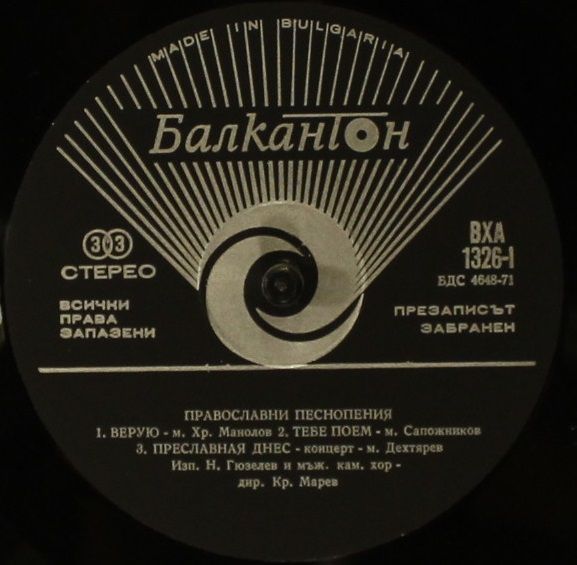 MADE IN BULGARIA
Балкантон
33
СТЕРЕО
ВСИЧКИ
ПРАВА
ЗАПАЗЕНИ
ВХА
1326-I
БДС 4648-71
ПРЕЗАПИСЪТ
ЗАБРАНЕН
ПРАВОСЛАВНИ ПЕСНОПЕНИЯ
1. ВЕРУЮ - м. Хр. Манолов 2. ТЕБЕ ПОЕМ - м. Сапожников
3. ПРЕСЛАВНАЯ ДНЕС - концерт - м. Дехтярев
Изп. Н. Гюзелев и мъж. кам. хор -
дир. Кр. Марев